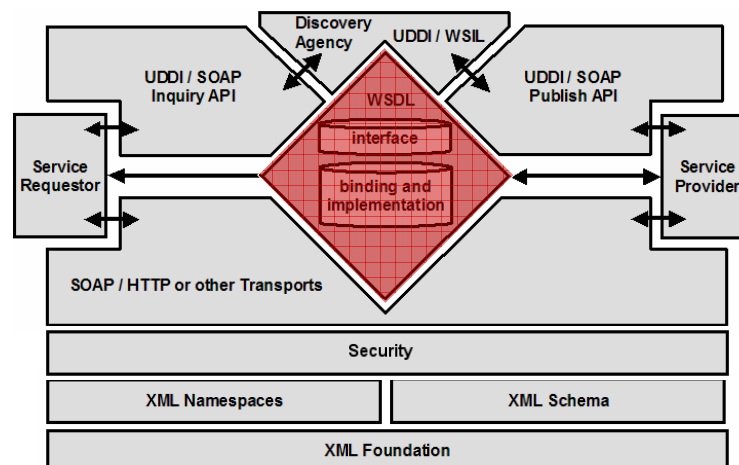 Discovery
Agency
UDDI / WSIL
UDDI / SOAP
Inquiry API
UDDI / SOAP
Publish API
WSDL
interface
Service
Requestor
binding and
implementation
Service
Provider
SOAP / HTTP or other Transports
Security
XML Namespaces
XML Schema
XML Foundation